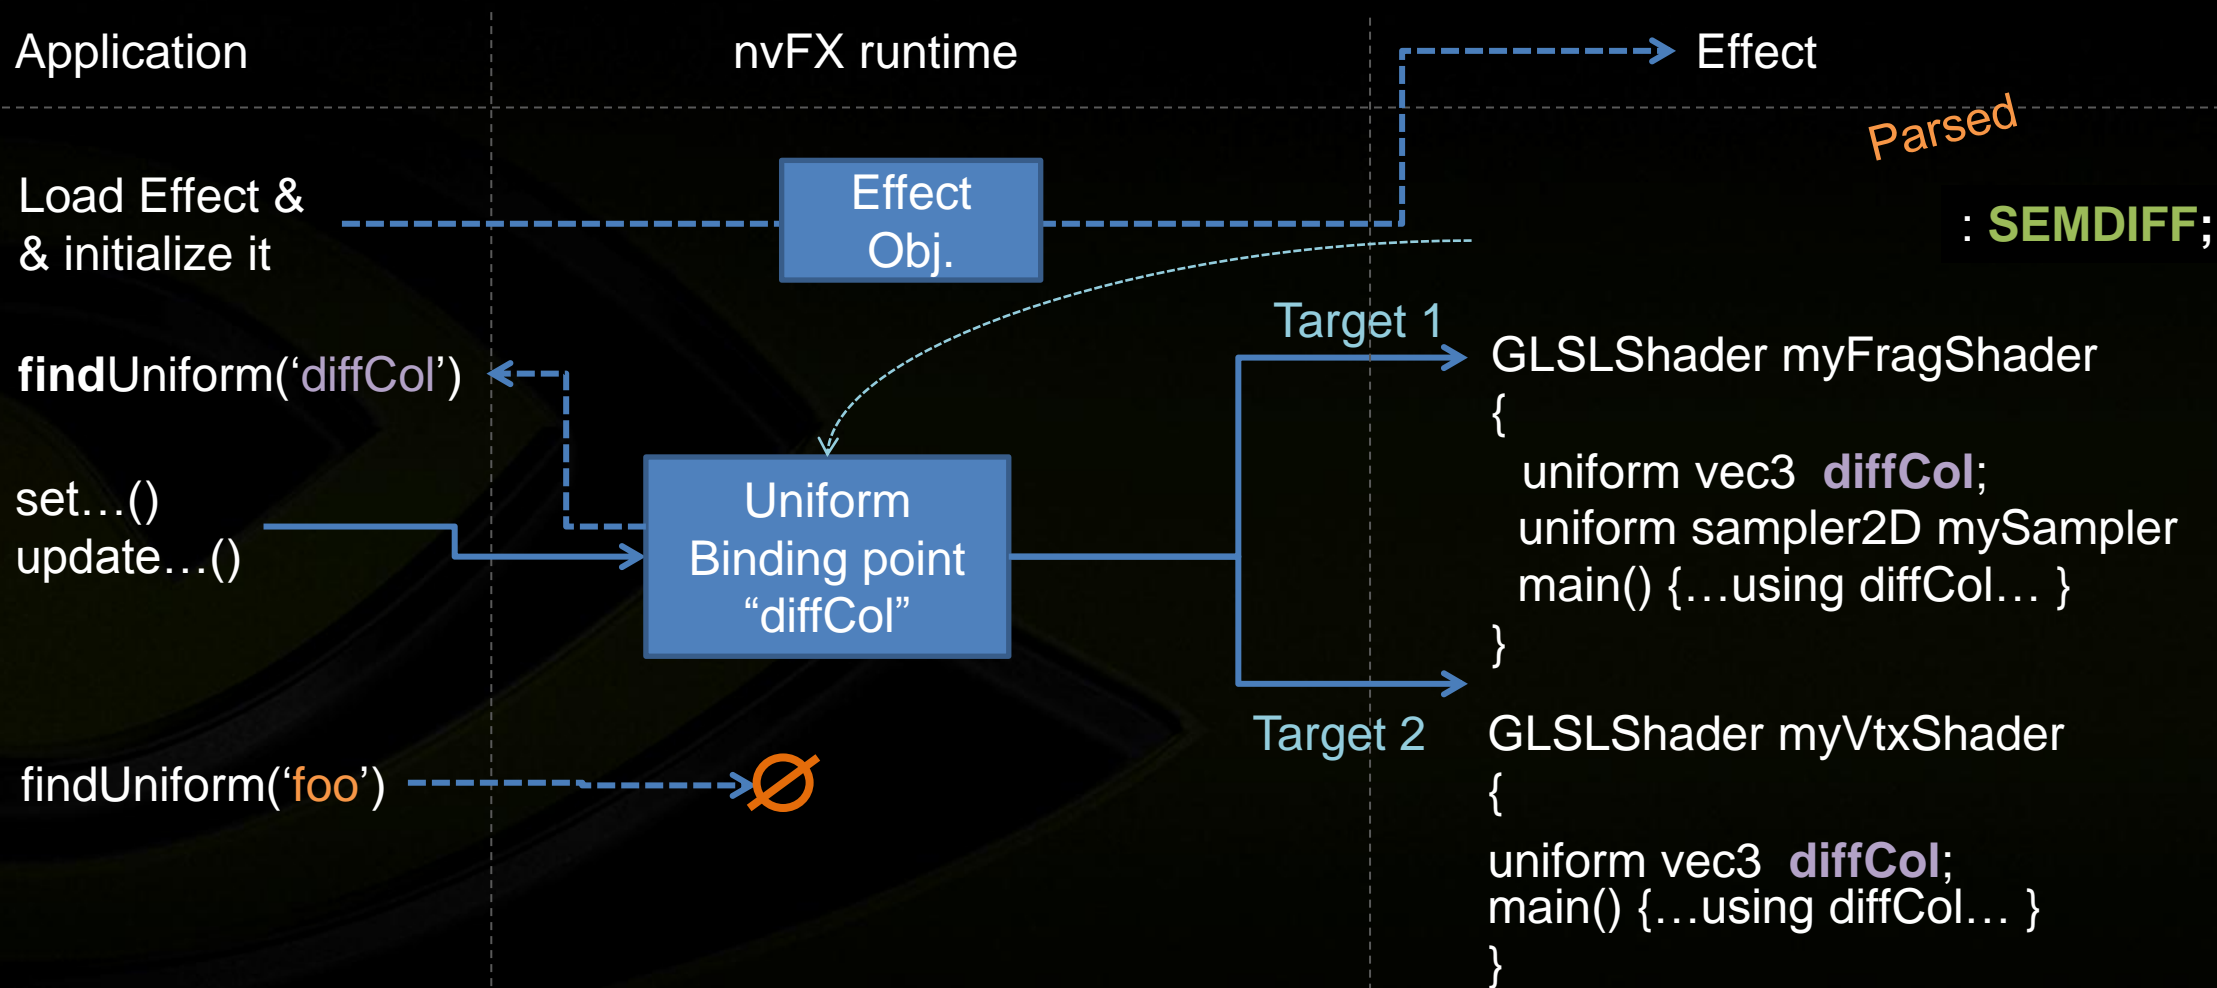 Application
nvFX runtime
Effect
Parsed
Load Effect &
& initialize it
Effect
Obj.
: SEMDIFF;
Target 1
findUniform(‘diffCol’)
GLSLShader myFragShader
{
uniform vec3 diffCol;
uniform sampler2D mySampler
main() {…using diffCol… }
}
set…()
update…()
Uniform
Binding point
“diffCol”
Target 2
GLSLShader myVtxShader
{
uniform vec3 diffCol;
main() {…using diffCol… }
}
findUniform(‘foo’)